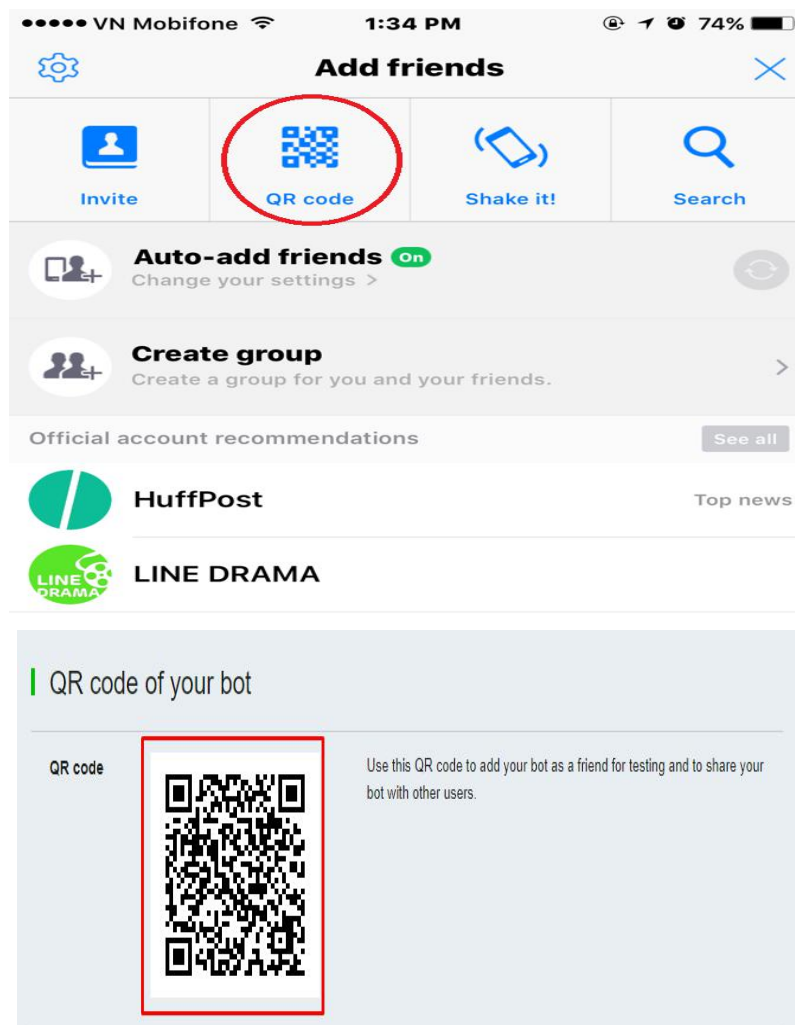 VN Mobifone 1:34 PM 74%
Add friends
Invite QR code Shake it! Search
Auto-add friends On
Change your settings >
Create group
Create a group for you and your friends.
Official account recommendations See all
HuffPost Top news
LINE DRAMA LINE DRAMA
QR code of your bot
QR code Use this QR code to add your bot as a friend for testing and to share your
bot with other users.